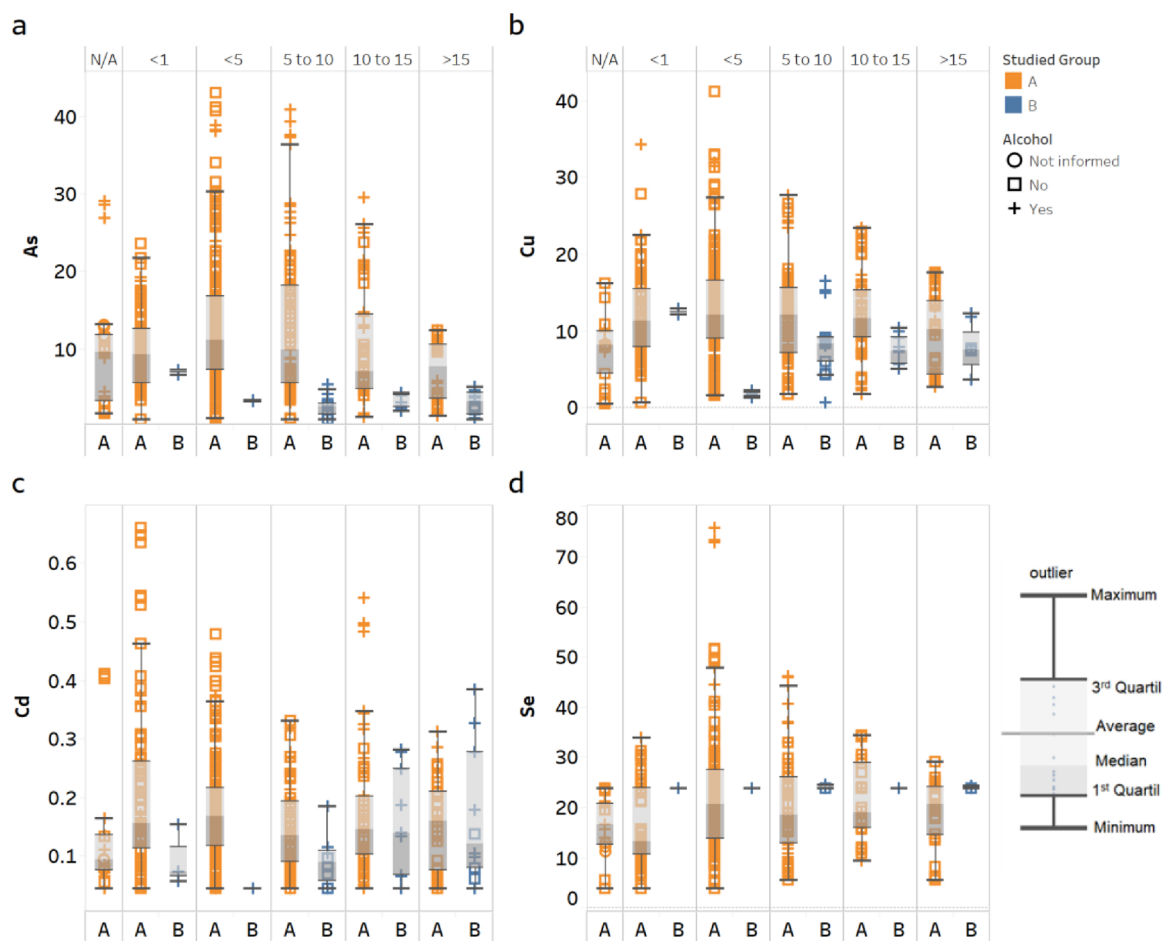 a
N/A <1 <5 5 to 10 10 to 15 >15
As
40
30
20
10
A A B A B A B A B A B
b
N/A <1 <5 5 to 10 10 to 15 >15
Cu
40
30
20
10
0
A A B A B A B A B A B
Studied Group
A
B
Alcohol
Not informed
No
Yes
c
Cd
0.6
0.5
0.4
0.3
0.2
0.1
A A B A B A B A B A B
d
Se
80
70
60
50
40
30
20
10
0
A A B A B A B A B A B
outlier
Maximum
3rd Quartil
Average
Median
1st Quartil
Minimum